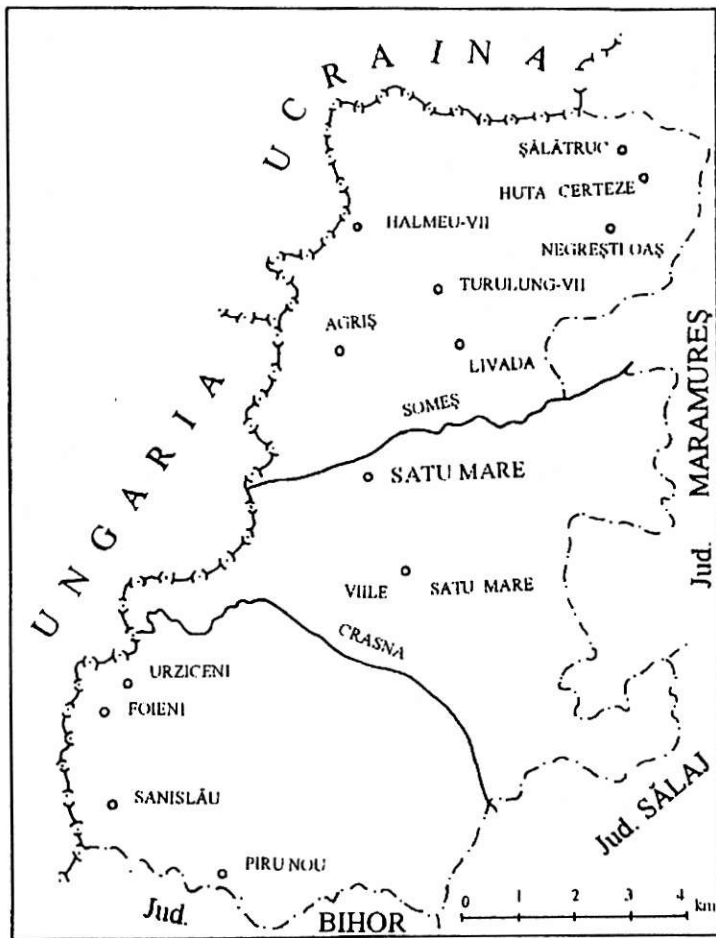 UCRAINA
ŞĂLĂTRUC
HUTA CERTEZE
HALMEU-VII
NEGREŞTI OAŞ
TURULUNG-VII
AGRIŞ
LIVADA
SOMEŞ
UNGARIA
Jud. MARAMUREŞ
SATU MARE
VIILE SATU MARE
CRASNA
URZICENI
FOIENI
SANISLĂU
Jud. SĂLAJ
PIRU NOU
Jud. BIHOR
0 1 2 3 4 km